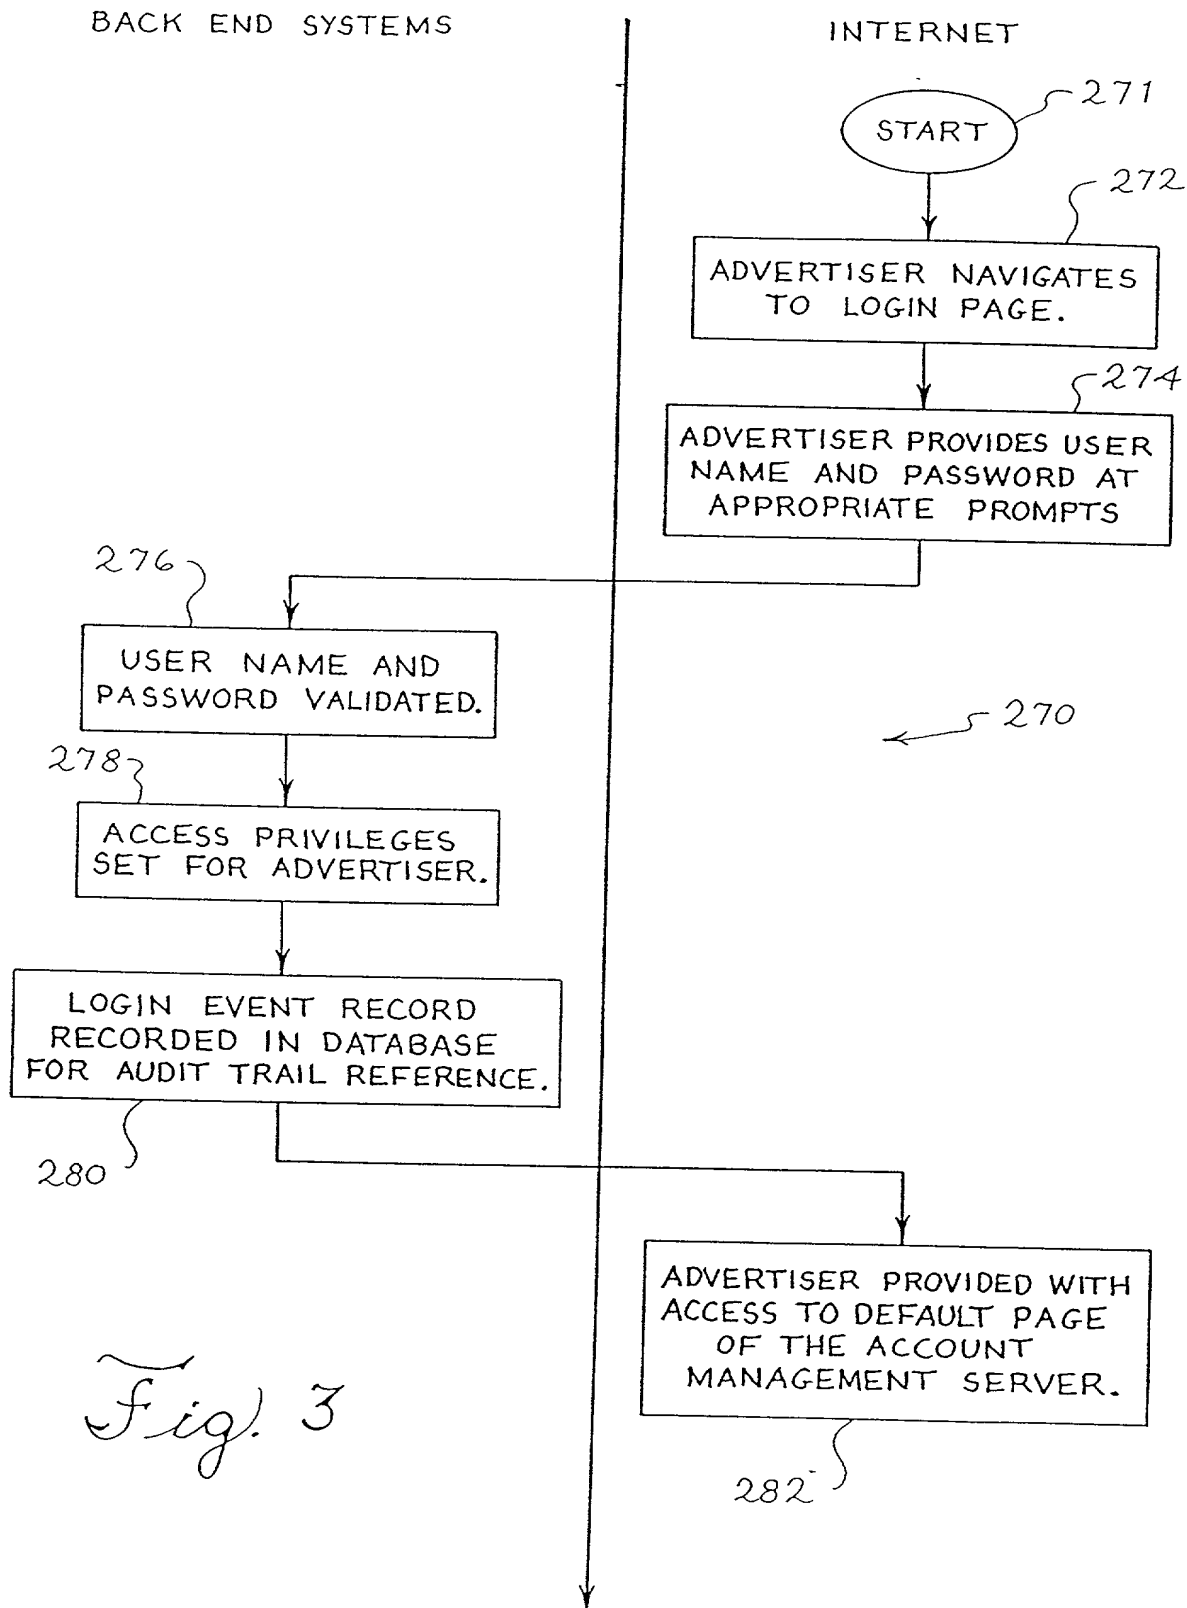 BACK END SYSTEMS
INTERNET
271
START
272
ADVERTISER NAVIGATES
TO LOGIN PAGE.
274
ADVERTISER PROVIDES USER
NAME AND PASSWORD AT
APPROPRIATE PROMPTS
276
USER NAME AND
PASSWORD VALIDATED.
270
278
ACCESS PRIVILEGES
SET FOR ADVERTISER.
LOGIN EVENT RECORD
RECORDED IN DATABASE
FOR AUDIT TRAIL REFERENCE.
280
ADVERTISER PROVIDED WITH
ACCESS TO DEFAULT PAGE
OF THE ACCOUNT
MANAGEMENT SERVER.
282
Fig. 3